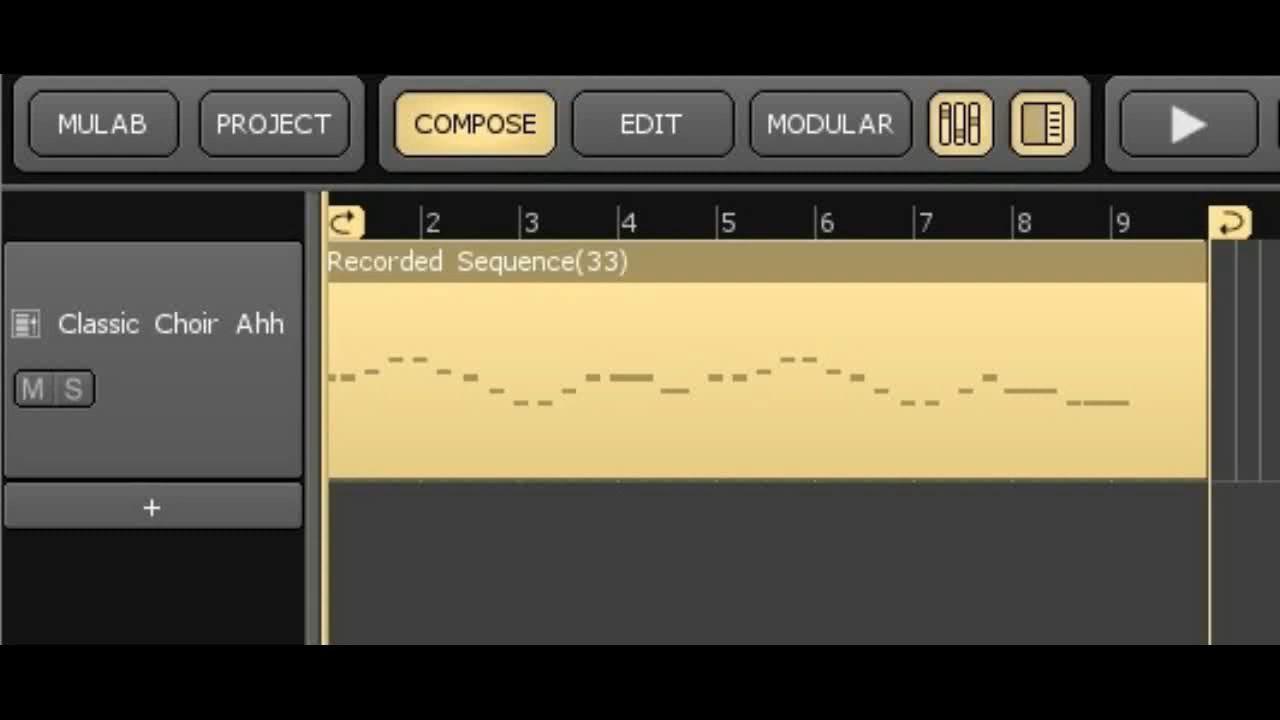 MULAB PROJECT COMPOSE EDIT MODULAR
2 3 4 5 6 7 8 9
Recorded Sequence(33)
Classic Choir Ahh
M S
+